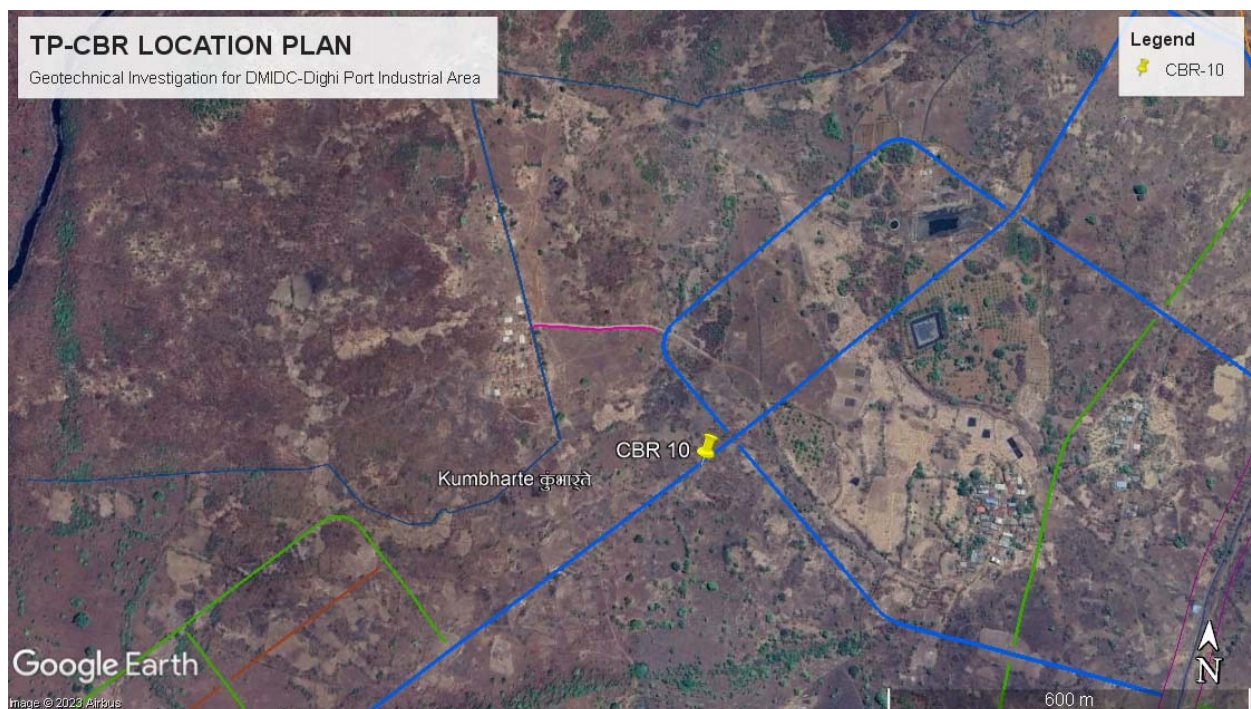 TP-CBR LOCATION PLAN
Geotechnical Investigation for DMIDC-Dighi Port Industrial Area
Legend
CBR-10
CBR 10
Kumbharte कुंभार्ते
Google Earth
Image © 2023 Airbus
600 m
N